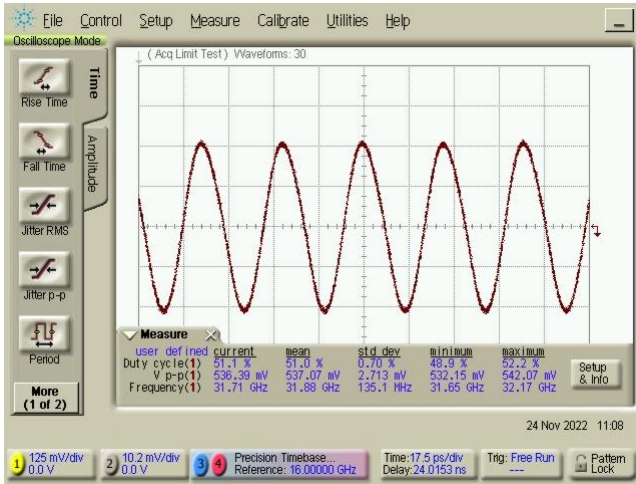 File Control Setup Measure Calibrate Utilities Help
Oscilloscope Mode
( Acq Limit Test ) Waveforms: 30
Time
Amplitude
Rise Time
Fall Time
Jitter RMS
Jitter p-p
Period
More
(1 of 2)
Measure
user defined current mean std dev minimum maximum
Duty cycle(1) 51.1 % 51.0 % 0.70 % 48.9 % 52.2 %
V p-p(1) 536.39 mV 537.07 mV 2.713 mV 532.15 mV 542.07 mV
Frequency(1) 31.71 GHz 31.88 GHz 135.1 MHz 31.65 GHz 32.17 GHz
Setup
& Info
24 Nov 2022 11:08
1 125 mV/div
0.0 V
2 10.2 mV/div
0.0 V
3 4
Precision Timebase...
Reference: 16.00000 GHz
Time:17.5 ps/div
Delay:24.0153 ns
Trig: Free Run
---
Pattern
Lock